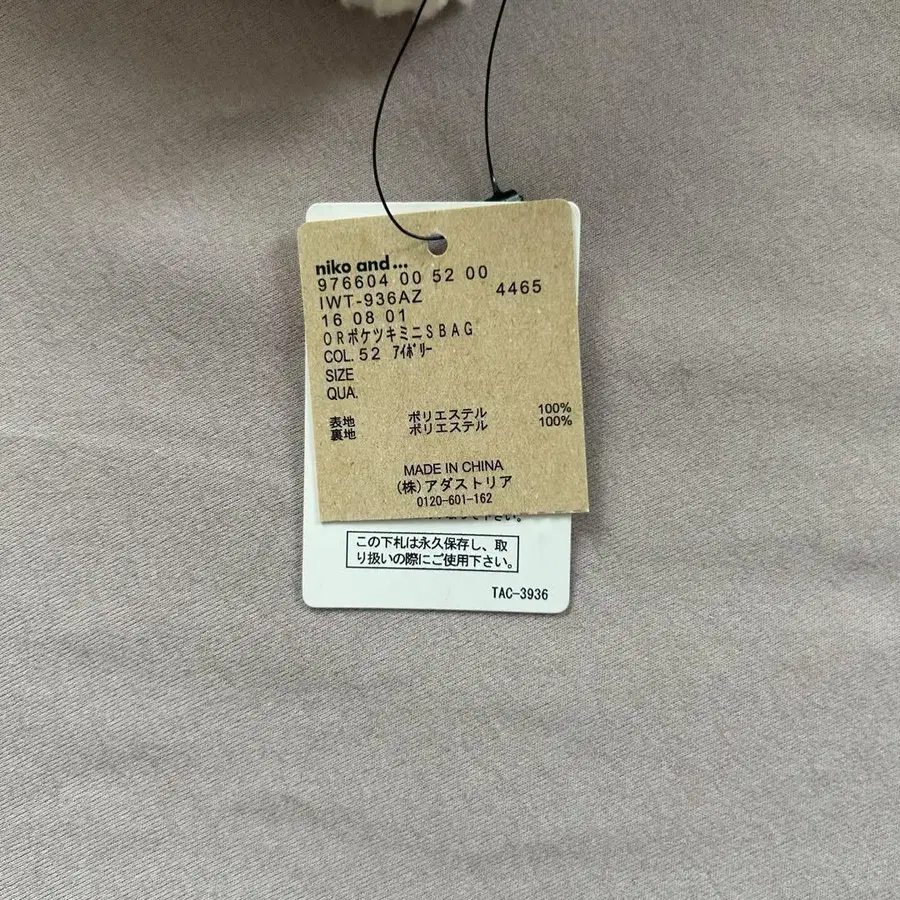 niko and...
976604 00 52 00
IWT-936AZ 4465
16 08 01
ORポケツキミニSBAG
COL. 52 ｱｲﾎﾞﾘｰ
SIZE
QUA.
表地 ポリエステル 100%
裏地 ポリエステル 100%
MADE IN CHINA
(株)アダストリア
0120-601-162
下さい。
この下札は永久保存し、取
り扱いの際にご使用下さい。
TAC-3936